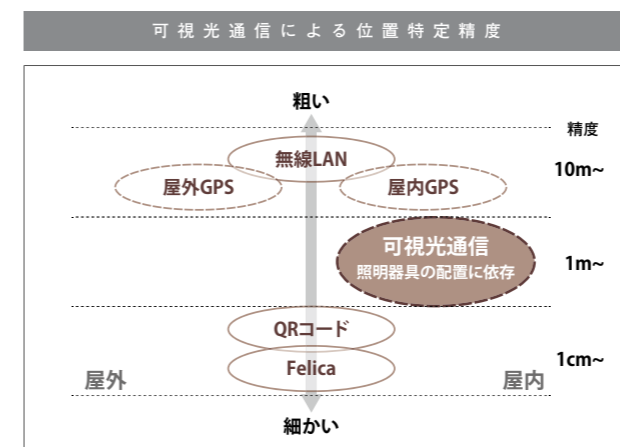 可視光通信による位置特定精度
粗い
精度
無線LAN
10m~
屋外GPS
屋内GPS
可視光通信
照明器具の配置に依存
1m~
QRコード
Felica
1cm~
屋外
屋内
細かい